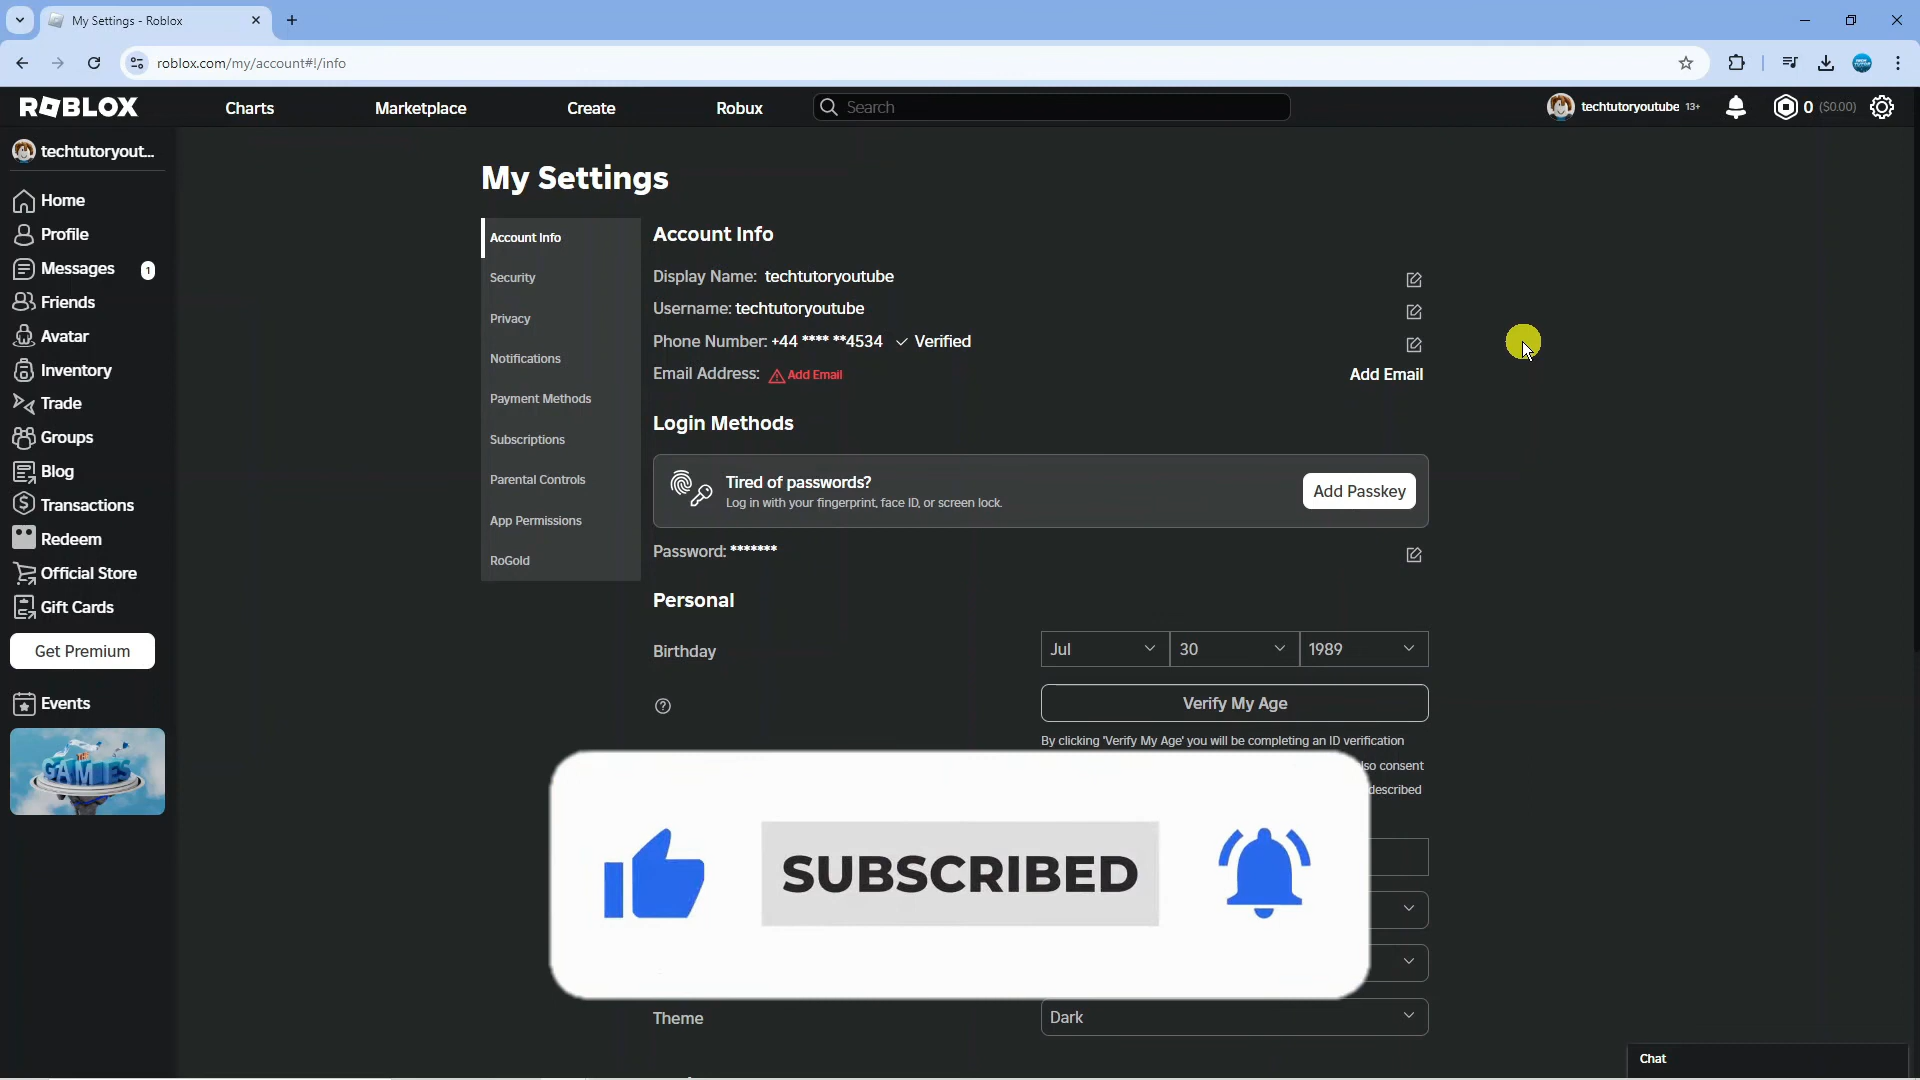 My Settings - Roblox
roblox.com/my/account#!/info
ROBLOX
Charts
Marketplace
Create
Robux
Search
techtutoryoutube 13+
0 ($0.00)
techtutoryout...
Home
Profile
Messages 1
Friends
Avatar
Inventory
Trade
Groups
Blog
Transactions
Redeem
Official Store
Gift Cards
Get Premium
Events
THE GAMES
My Settings
Account Info
Security
Privacy
Notifications
Payment Methods
Subscriptions
Parental Controls
App Permissions
RoGold
Account Info
Display Name: techtutoryoutube
Username: techtutoryoutube
Phone Number: +44 **** **4534 ✓ Verified
Email Address: Add Email
Add Email
Login Methods
Tired of passwords?
Log in with your fingerprint, face ID, or screen lock.
Add Passkey
Password: *******
Personal
Birthday
Jul 30 1989
Verify My Age
By clicking 'Verify My Age' you will be completing an ID verification
lso consent
described
SUBSCRIBED
Theme
Dark
Chat